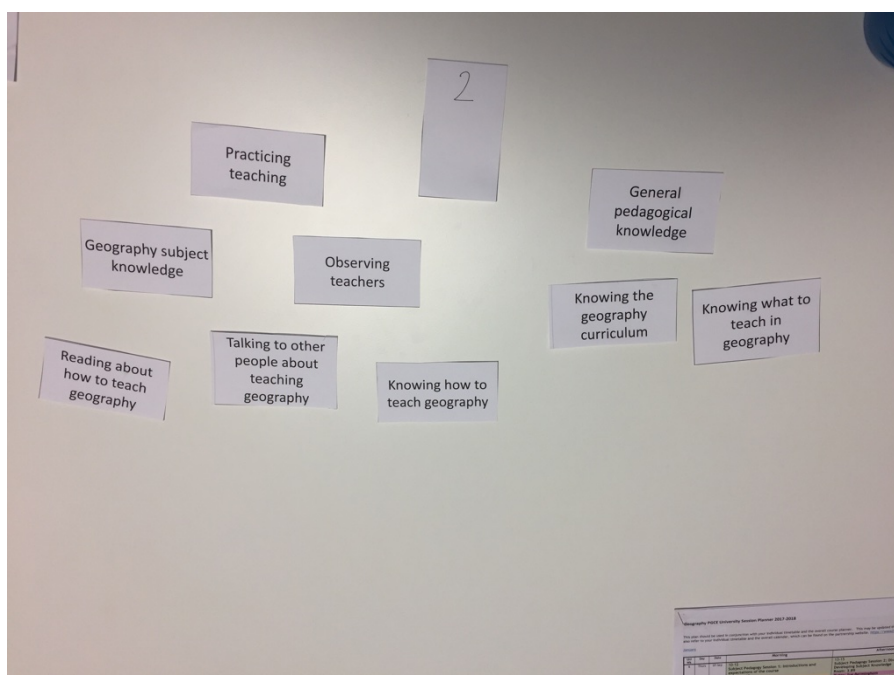 2
Practicing
teaching
General
pedagogical
knowledge
Geography subject
knowledge
Observing
teachers
Knowing the
geography
curriculum
Knowing what to
teach in
geography
Reading about
how to teach
geography
Talking to other
people about
teaching
geography
Knowing how to
teach geography
Geography PGCE University Session Planner 2017-2018